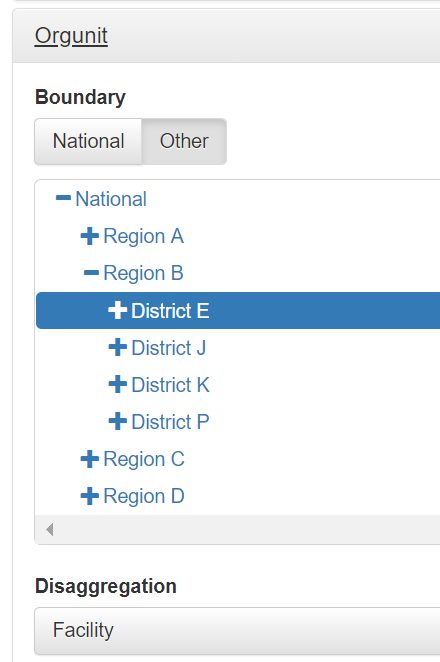 Orgunit
Boundary
National Other
National
Region A
Region B
District E
District J
District K
District P
Region C
Region D
Disaggregation
Facility